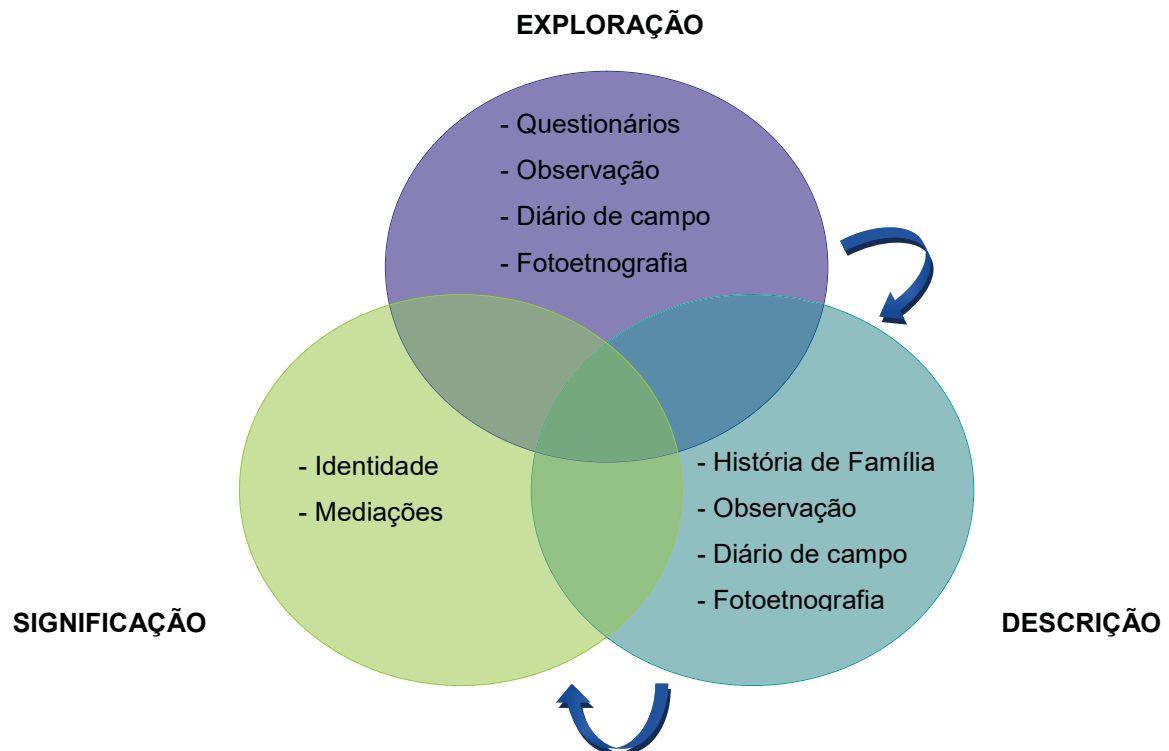 EXPLORAÇÃO
- Questionários
- Observação
- Diário de campo
- Fotoetnografia
- Identidade
- Mediações
- História de Família
- Observação
- Diário de campo
- Fotoetnografia
SIGNIFICAÇÃO
DESCRIÇÃO